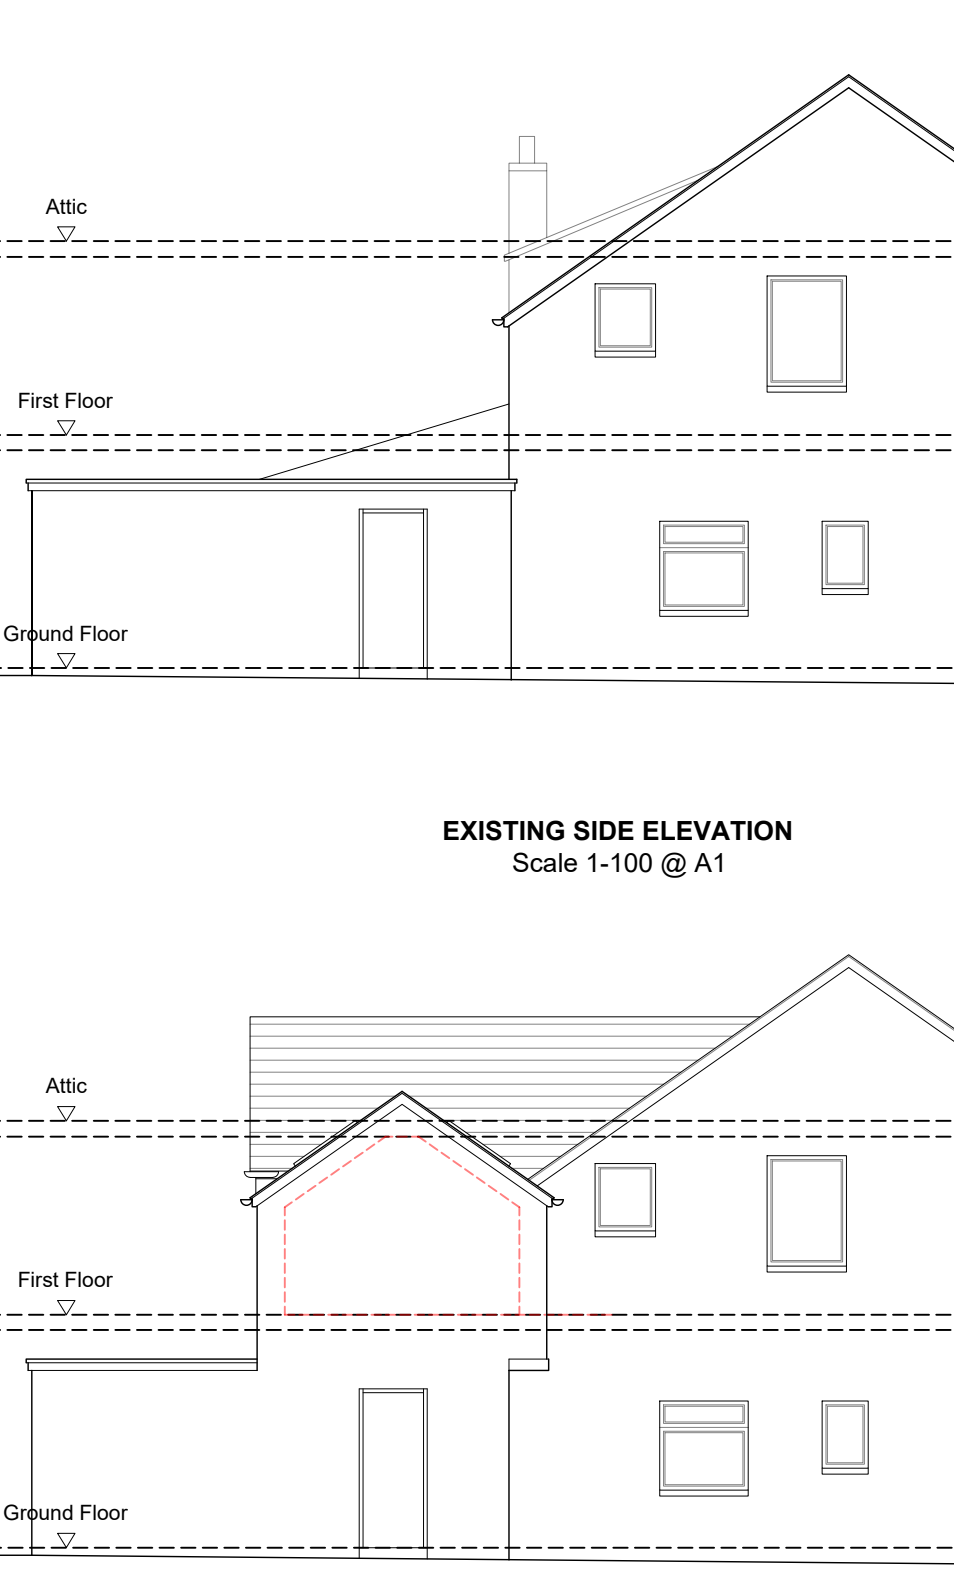 Attic
First Floor
Ground Floor
EXISTING SIDE ELEVATION
Scale 1-100 @ A1
Attic
First Floor
Ground Floor